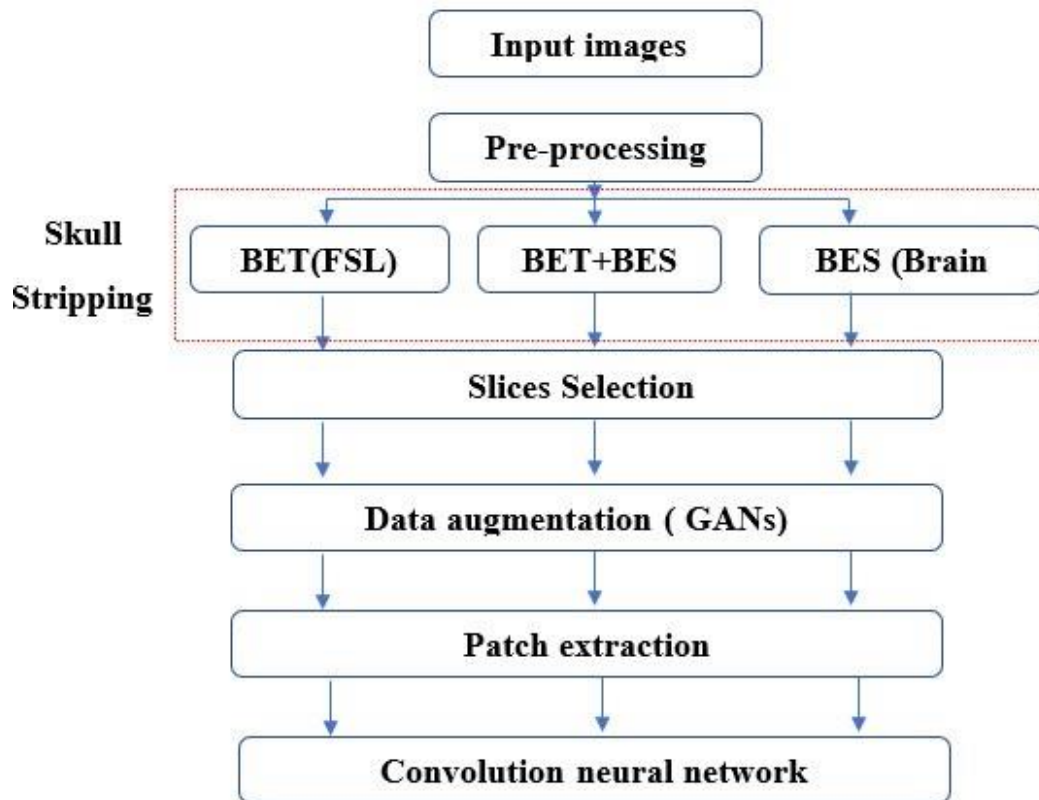 Input images
Pre-processing
Skull
Stripping
BET(FSL)
BET+BES
BES (Brain
Slices Selection
Data augmentation ( GANs)
Patch extraction
Convolution neural network